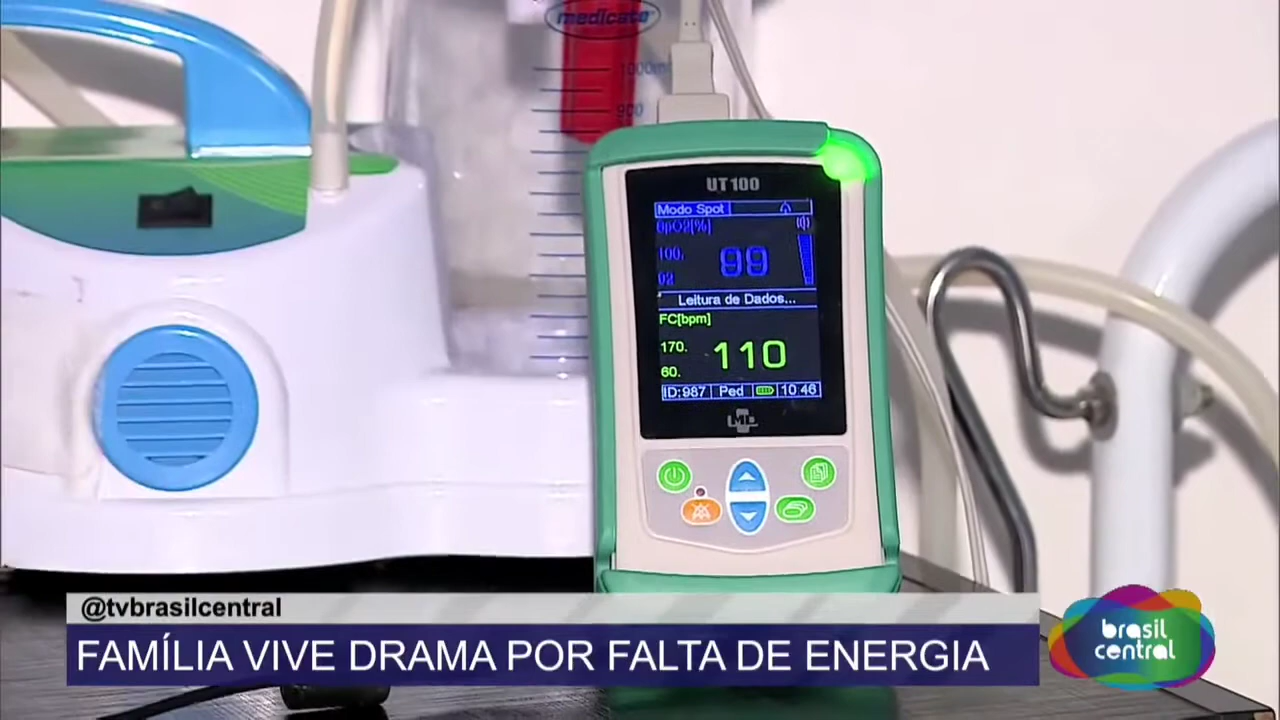 medicate
1000ml
900
UT100
Modo Spot
SpO2[%]
100.
92
99
Leitura de Dados...
FC[bpm]
170.
60.
110
ID:987 Ped 10:46
MD
@tvbrasilcentral
FAMÍLIA VIVE DRAMA POR FALTA DE ENERGIA
brasil
central